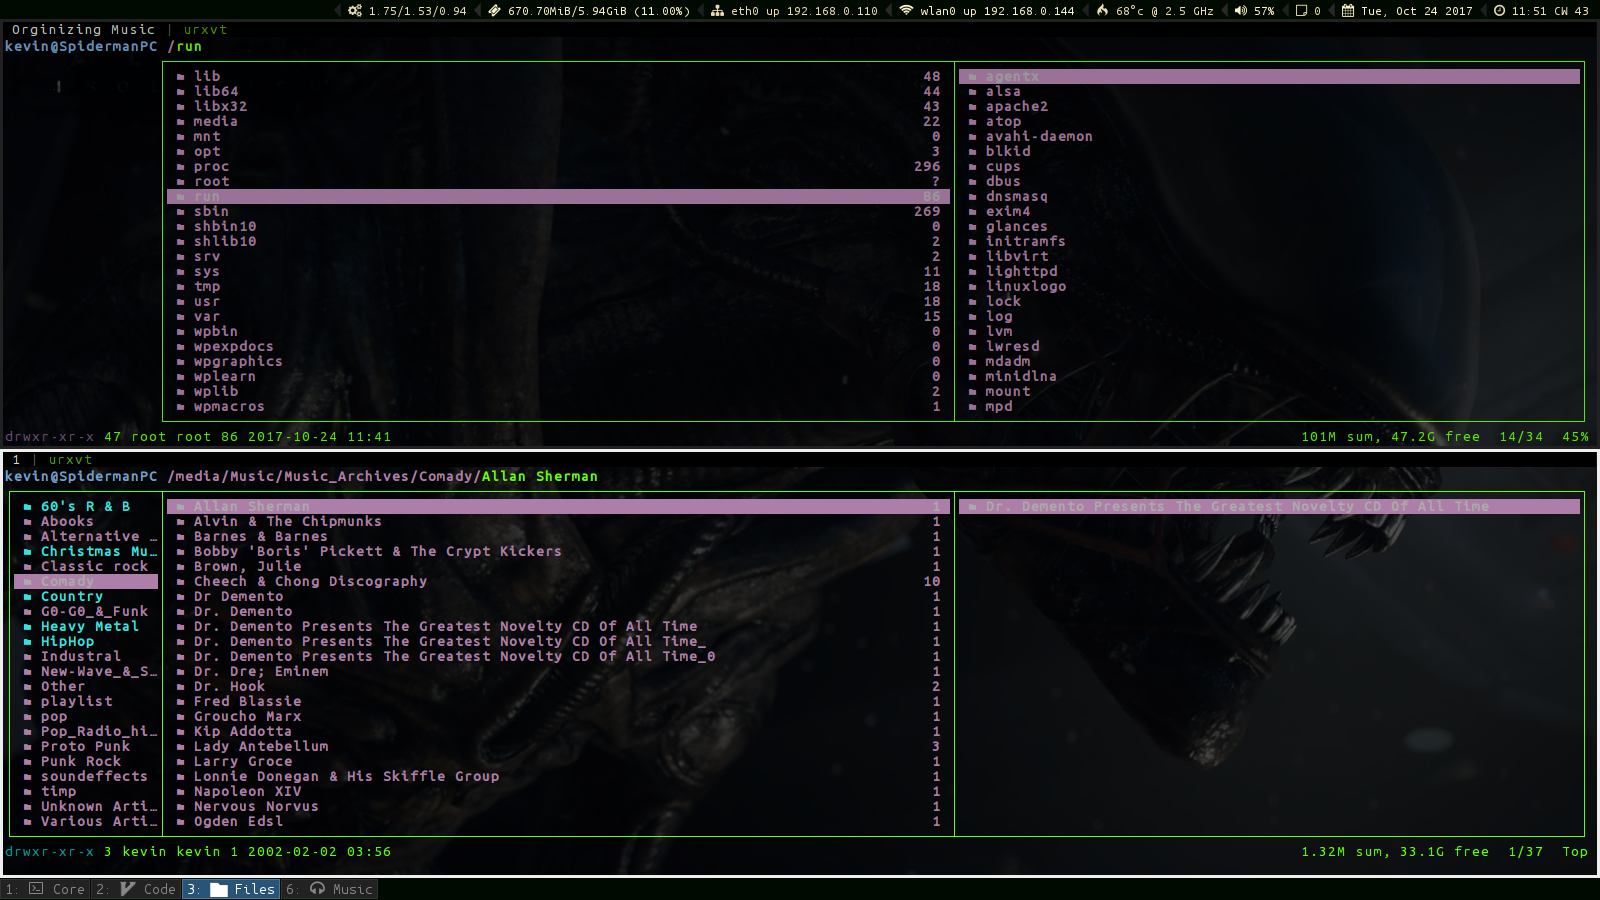 1.75/1.53/0.94 670.70MiB/5.94GiB (11.00%) eth0 up 192.168.0.110 wlan0 up 192.168.0.144 68°c @ 2.5 GHz 57% 0 Tue, Oct 24 2017 11:51 CW 43
Orginizing Music | urxvt
kevin@SpidermanPC /run
lib 48 agentx
lib64 44 alsa
libx32 43 apache2
media 22 atop
mnt 0 avahi-daemon
opt 3 blkid
proc 296 cups
root ? dbus
run 86 dnsmasq
sbin 269 exim4
shbin10 0 glances
shlib10 2 initramfs
srv 2 libvirt
sys 11 lighttpd
tmp 18 linuxlogo
usr 18 lock
var 15 log
wpbin 0 lvm
wpexpdocs 0 lwresd
wpgraphics 0 mdadm
wplearn 0 minidlna
wplib 2 mount
wpmacros 1 mpd
drwxr-xr-x 47 root root 86 2017-10-24 11:41 101M sum, 47.2G free 14/34 45%
1 | urxvt
kevin@SpidermanPC /media/Music/Music_Archives/Comady/Allan Sherman
60's R & B Allan Sherman 1 Dr. Demento Presents The Greatest Novelty CD Of All Time
Abooks Alvin & The Chipmunks 1
Alternative … Barnes & Barnes 1
Christmas Mu… Bobby 'Boris' Pickett & The Crypt Kickers 1
Classic rock Brown, Julie 1
Comady Cheech & Chong Discography 10
Country Dr Demento 1
G0-G0_&_Funk Dr. Demento 1
Heavy Metal Dr. Demento Presents The Greatest Novelty CD Of All Time 1
HipHop Dr. Demento Presents The Greatest Novelty CD Of All Time_ 1
Industral Dr. Demento Presents The Greatest Novelty CD Of All Time_0 1
New-Wave_&_S… Dr. Dre; Eminem 1
Other Dr. Hook 2
playlist Fred Blassie 1
pop Groucho Marx 1
Pop_Radio_hi… Kip Addotta 1
Proto Punk Lady Antebellum 3
Punk Rock Larry Groce 1
soundeffects Lonnie Donegan & His Skiffle Group 1
timp Napoleon XIV 1
Unknown Arti… Nervous Norvus 1
Various Arti… Ogden Edsl 1
drwxr-xr-x 3 kevin kevin 1 2002-02-02 03:56 1.32M sum, 33.1G free 1/37 Top
1: Core 2: Code 3: Files 6: Music